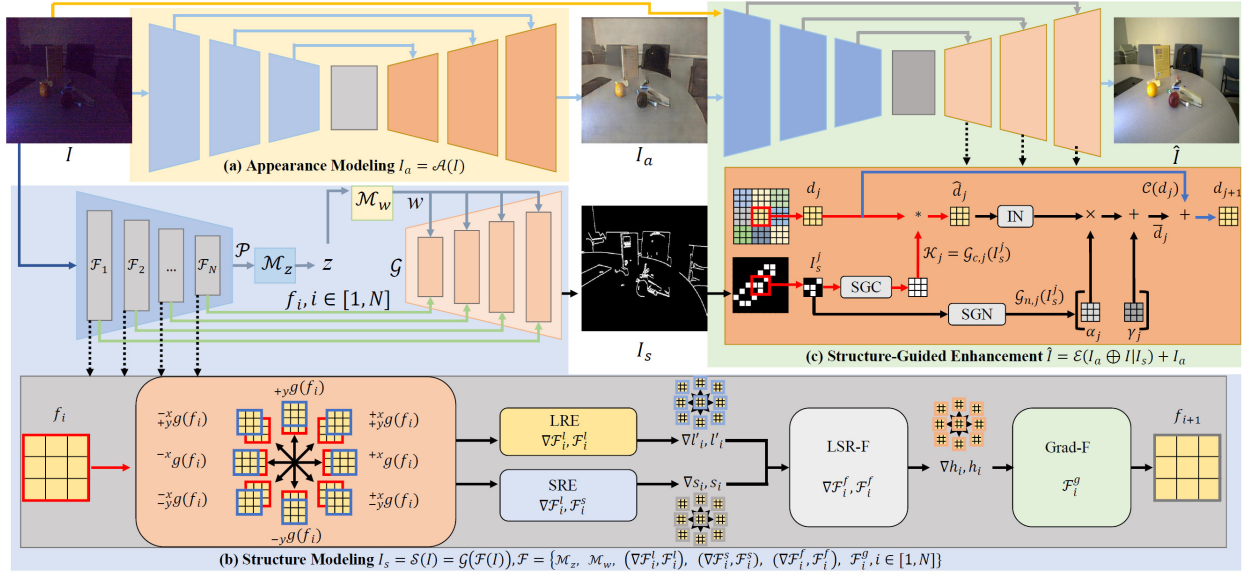 I
(a) Appearance Modeling I_a = 𝒜(I)
I_a
Î
ℱ_1
ℱ_2
...
ℱ_N
𝒫
ℳ_z
z
ℳ_w
w
𝒢
f_i, i ∈ [1, N]
I_s
d_j
*
d̂_j
IN
×
+
d̅_j
𝒞(d_j)
+
d_{j+1}
𝒦_j = 𝒢_{c,j}(I_s^j)
I_s^j
SGC
SGN
𝒢_{n,j}(I_s^j)
α_j
γ_j
(c) Structure-Guided Enhancement Î = ℰ(I_a ⊕ I|I_s) + I_a
f_i
+y g(f_i)
-x +y g(f_i)
+x +y g(f_i)
-x g(f_i)
+x g(f_i)
-x -y g(f_i)
+x -y g(f_i)
-y g(f_i)
LRE
∇ℱ_i^l, ℱ_i^l
SRE
∇ℱ_i^l, ℱ_i^s
∇l'_i, l'_i
∇s_i, s_i
LSR-F
∇ℱ_i^f, ℱ_i^f
∇h_i, h_i
Grad-F
ℱ_i^g
f_{i+1}
(b) Structure Modeling I_s = 𝒮(I) = 𝒢(ℱ(I)), ℱ = {ℳ_z, ℳ_w, (∇ℱ_i^l, ℱ_i^l), (∇ℱ_i^s, ℱ_i^s), (∇ℱ_i^f, ℱ_i^f), ℱ_i^g, i ∈ [1, N]}